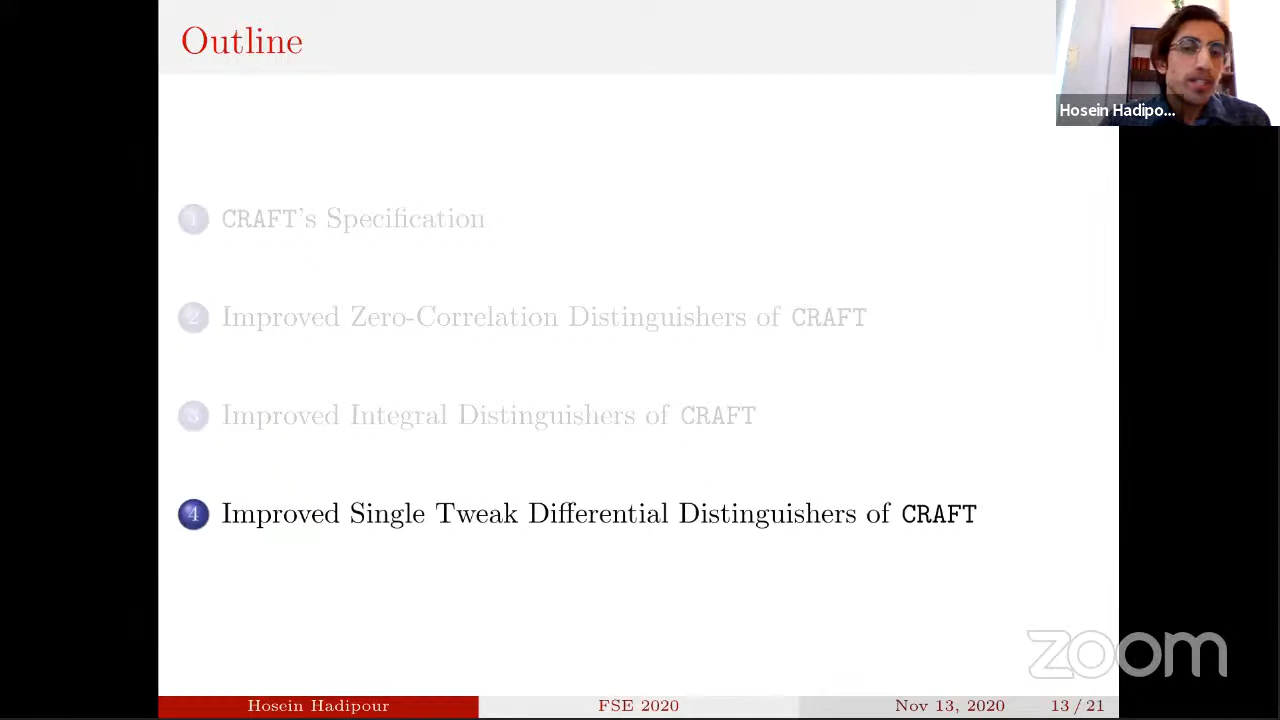 Outline
Hosein Hadipo...
1 CRAFT's Specification
2 Improved Zero-Correlation Distinguishers of CRAFT
3 Improved Integral Distinguishers of CRAFT
4 Improved Single Tweak Differential Distinguishers of CRAFT
zoom
Hosein Hadipour FSE 2020 Nov 13, 2020 13 / 21